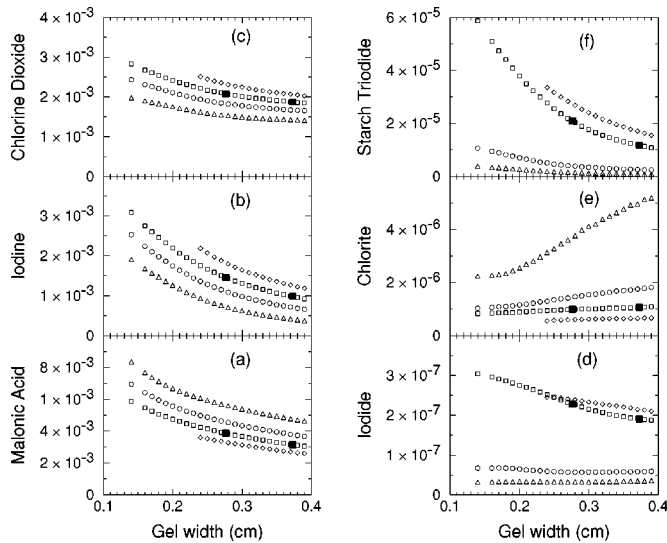 Chlorine Dioxide
(c)
4 × 10⁻³
3 × 10⁻³
2 × 10⁻³
1 × 10⁻³
0
Iodine
(b)
3 × 10⁻³
2 × 10⁻³
1 × 10⁻³
0
Malonic Acid
(a)
8 × 10⁻³
1 × 10⁻³
4 × 10⁻³
2 × 10⁻³
0
0.1 0.2 0.3 0.4
Gel width (cm)
Starch Triodide
(f)
6 × 10⁻⁵
4 × 10⁻⁵
2 × 10⁻⁵
0
Chlorite
(e)
4 × 10⁻⁶
2 × 10⁻⁶
0
Iodide
(d)
3 × 10⁻⁷
2 × 10⁻⁷
1 × 10⁻⁷
0
0.1 0.2 0.3 0.4
Gel width (cm)